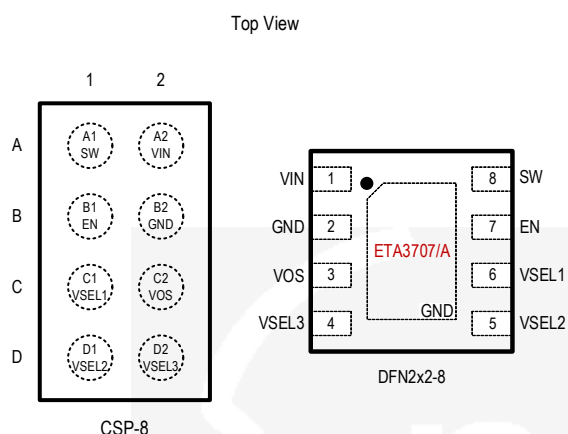 Top View
1 2
A
A1
SW
A2
VIN
B
B1
EN
B2
GND
C
C1
VSEL1
C2
VOS
D
D1
VSEL2
D2
VSEL3
CSP-8
VIN 1 8 SW
GND 2 7 EN
ETA3707/A
VOS 3 6 VSEL1
GND
VSEL3 4 5 VSEL2
DFN2x2-8